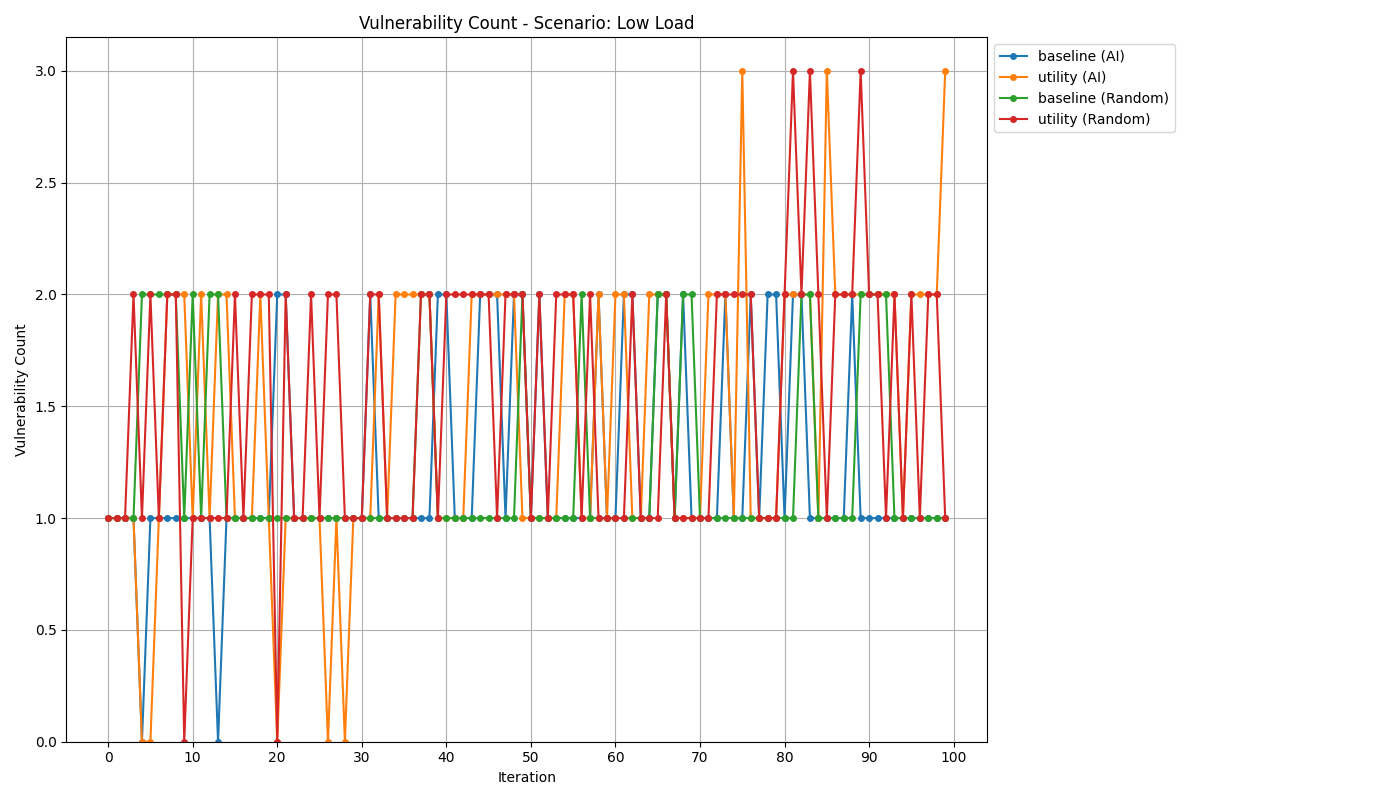 Vulnerability Count - Scenario: Low Load
baseline (AI)
utility (AI)
baseline (Random)
utility (Random)
Vulnerability Count
3.0
2.5
2.0
1.5
1.0
0.5
0.0
0 10 20 30 40 50 60 70 80 90 100
Iteration